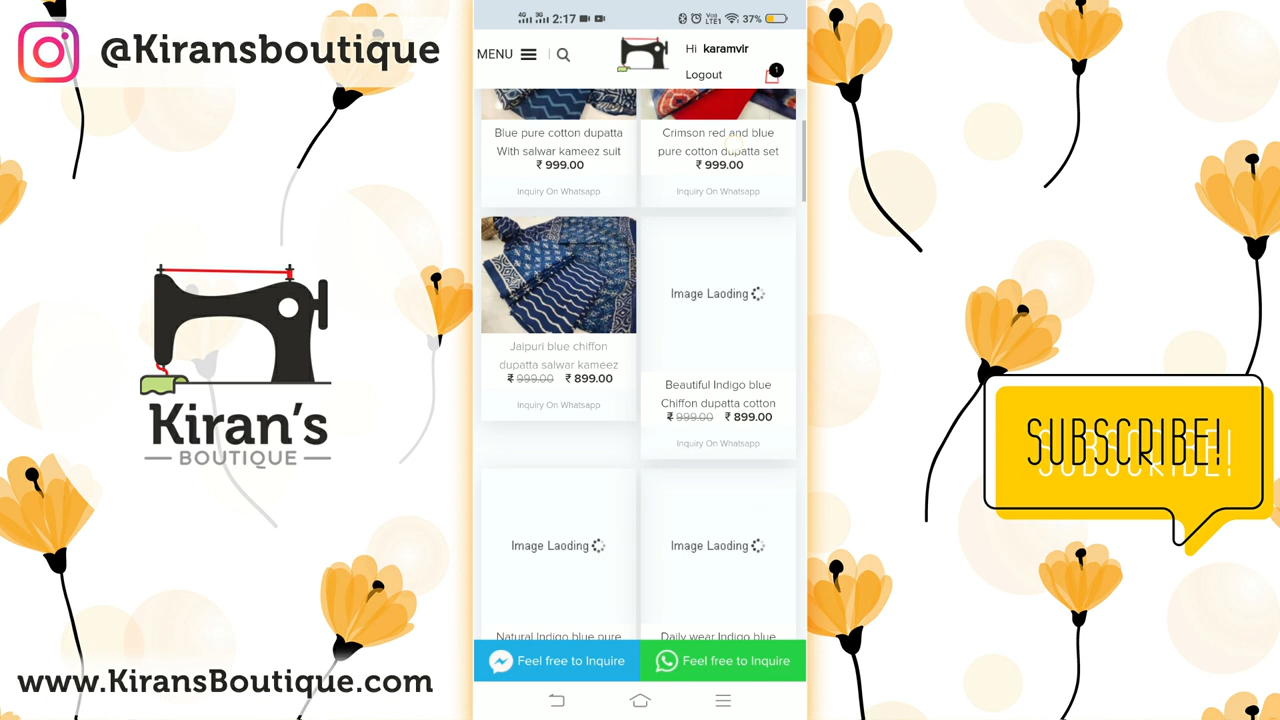 @Kiransboutique
4G 3G 2:17 Vo) LTE1 37%
MENU
Hi karamvir
Logout
1
Blue pure cotton dupatta
With salwar kameez suit
₹ 999.00
Inquiry On Whatsapp
Crimson red and blue
pure cotton dupatta set
₹ 999.00
Inquiry On Whatsapp
Jaipuri blue chiffon
dupatta salwar kameez
₹ 999.00 ₹ 899.00
Inquiry On Whatsapp
Image Laoding
Beautiful Indigo blue
Chiffon dupatta cotton
₹ 999.00 ₹ 899.00
Inquiry On Whatsapp
Image Laoding
Image Laoding
Natural Indigo blue pure
Daily wear Indigo blue
Feel free to Inquire
Feel free to Inquire
Kiran's
BOUTIQUE
SUBSCRIBE!
www.KiransBoutique.com